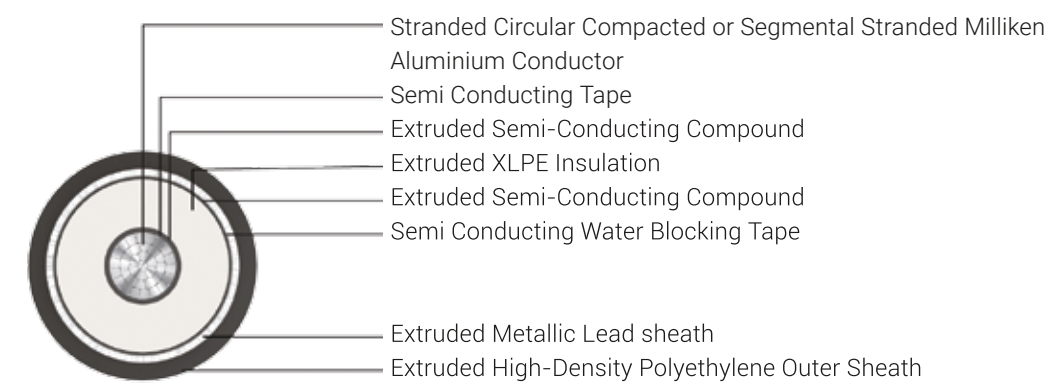 Stranded Circular Compacted or Segmental Stranded Milliken
Aluminium Conductor
Semi Conducting Tape
Extruded Semi-Conducting Compound
Extruded XLPE Insulation
Extruded Semi-Conducting Compound
Semi Conducting Water Blocking Tape
Extruded Metallic Lead sheath
Extruded High-Density Polyethylene Outer Sheath